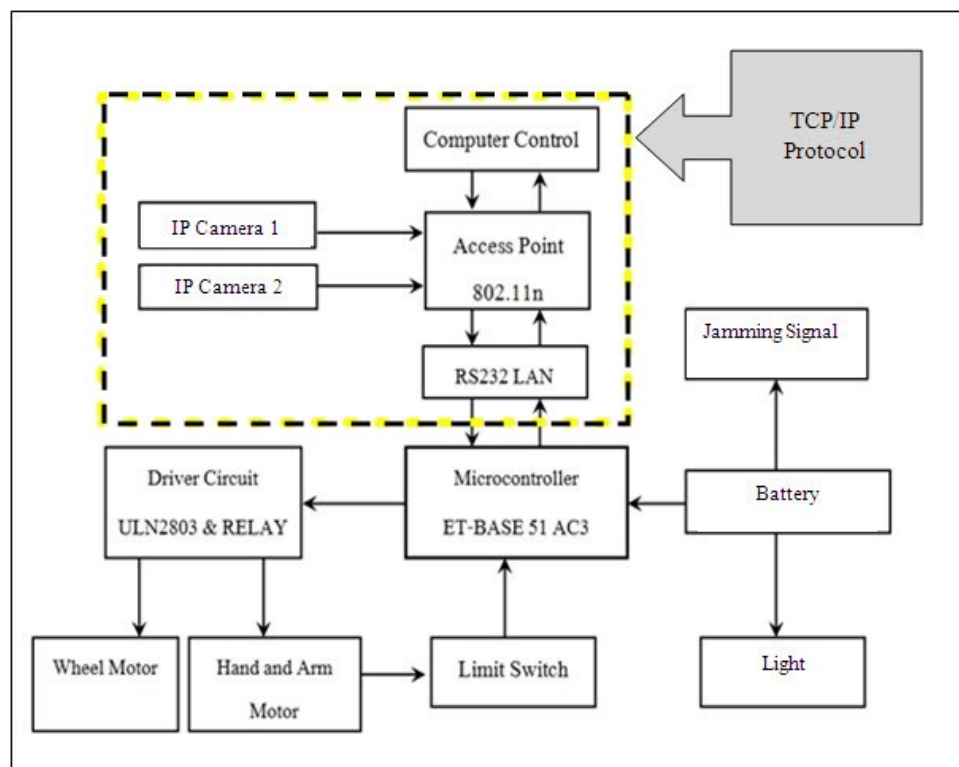 TCP/IP
Protocol
Computer Control
IP Camera 1
Access Point
802.11n
IP Camera 2
RS232 LAN
Jamming Signal
Driver Circuit
ULN2803 & RELAY
Microcontroller
ET-BASE 51 AC3
Battery
Wheel Motor
Hand and Arm
Motor
Limit Switch
Light